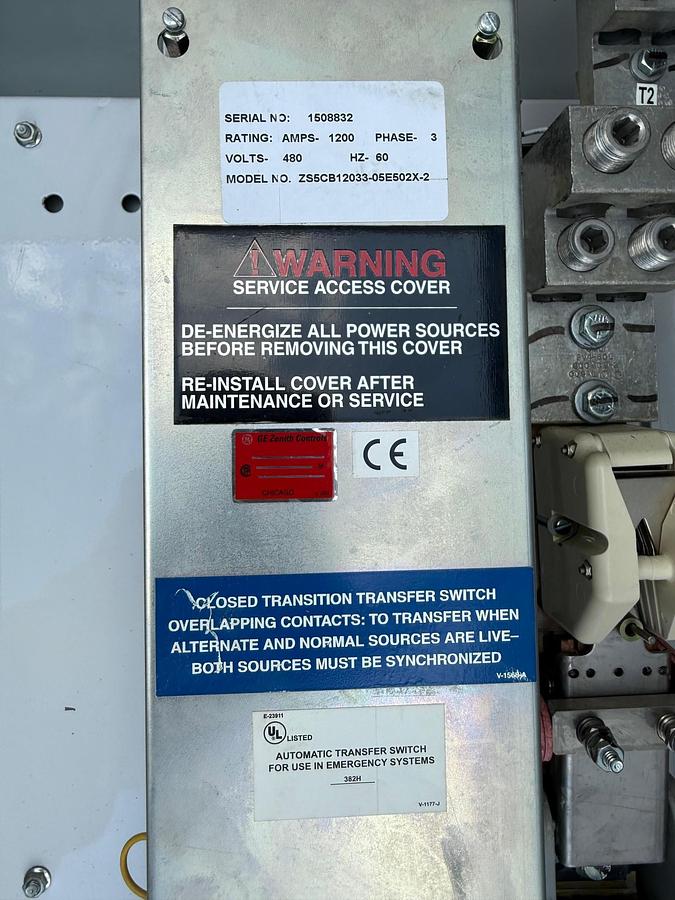 T2
SERIAL NO: 1508832
RATING: AMPS- 1200 PHASE- 3
VOLTS- 480 HZ- 60
MODEL NO. ZS5CB12033-05E502X-2
WARNING
SERVICE ACCESS COVER
DE-ENERGIZE ALL POWER SOURCES
BEFORE REMOVING THIS COVER
RE-INSTALL COVER AFTER
MAINTENANCE OR SERVICE
GE Zenith Controls
CHICAGO
CE
CLOSED TRANSITION TRANSFER SWITCH
OVERLAPPING CONTACTS: TO TRANSFER WHEN
ALTERNATE AND NORMAL SOURCES ARE LIVE–
BOTH SOURCES MUST BE SYNCHRONIZED
E-23911
UL LISTED
AUTOMATIC TRANSFER SWITCH
FOR USE IN EMERGENCY SYSTEMS
382H
V-1177-J